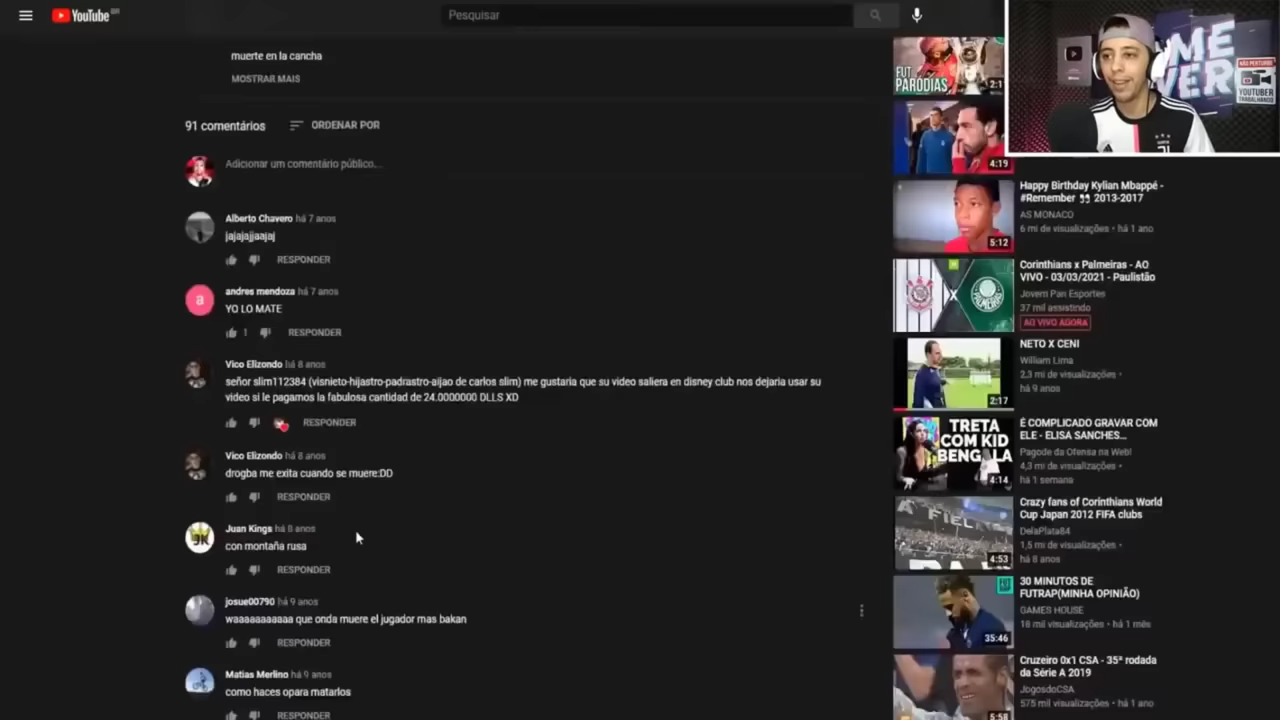 YouTube BR
Pesquisar
muerte en la cancha
MOSTRAR MAIS
91 comentários
ORDENAR POR
Adicionar um comentário público...
Alberto Chavero há 7 anos
jajajajjaajaj
RESPONDER
andres mendoza há 7 anos
YO LO MATE
1
RESPONDER
Vico Elizondo há 8 anos
señor slim112384 (visnieto-hijastro-padrastro-aijao de carlos slim) me gustaria que su video saliera en disney club nos dejaria usar su
video si le pagamos la fabulosa cantidad de 24.0000000 DLLS XD
RESPONDER
Vico Elizondo há 8 anos
drogba me exita cuando se muere:DD
RESPONDER
Juan Kings há 8 anos
con montaña rusa
RESPONDER
josue00790 há 9 anos
waaaaaaaaaaa que onda muere el jugador mas bakan
RESPONDER
Matias Merlino há 9 anos
como haces opara matarlos
RESPONDER
FUT
PARÓDIAS
2:1
4:19
Happy Birthday Kylian Mbappé -
#Remember 👀 2013-2017
AS MONACO
6 mi de visualizações • há 1 ano
5:12
Corinthians x Palmeiras - AO
VIVO - 03/03/2021 - Paulistão
Jovem Pan Esportes
37 mil assistindo
AO VIVO AGORA
X
NETO X CENI
William Lima
2,3 mi de visualizações •
há 9 anos
2:17
TRETA
COM KID
BENGALA
4:14
É COMPLICADO GRAVAR COM
ELE - ELISA SANCHES...
Pagode da Ofensa na Web!
4,3 mi de visualizações •
há 1 semana
A FIEL
4:53
Crazy fans of Corinthians World
Cup Japan 2012 FIFA clubs
DelaPlata84
1,5 mi de visualizações •
há 8 anos
35:46
30 MINUTOS DE
FUTRAP(MINHA OPINIÃO)
GAMES HOUSE
18 mil visualizações • há 1 mês
Cruzeiro 0x1 CSA - 35ª rodada
da Série A 2019
JogosdoCSA
575 mil visualizações • há 1 ano
5:58
ME
VER
NÃO PERTURBE
YOUTUBER
TRABALHANDO